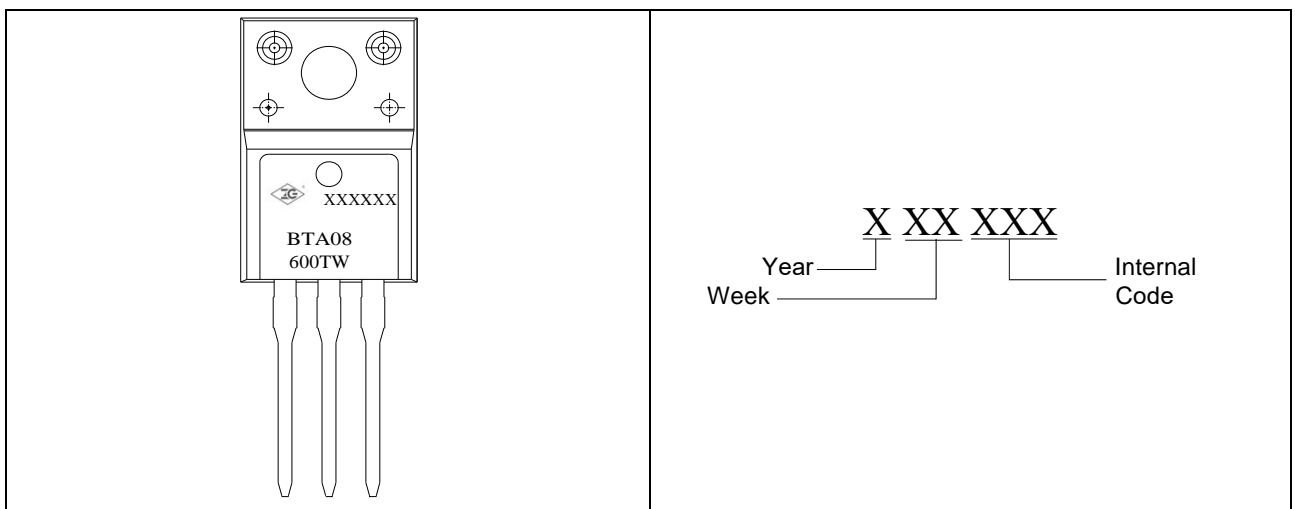 XXXXXX
BTA08
600TW
X XX XXX
Year
Internal
Week
Code